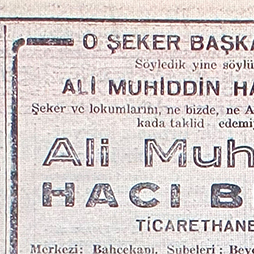 O ŞEKER BAŞKA
Söyledik yine söylü
ALİ MUHİDDİN HA
Şeker ve lokumlarını, ne bizde, ne A
kada taklid edemi
Ali Muh
HACI B
TİCARETHANE
Merkezi: Bahçekapı, Şubeleri: Beyo